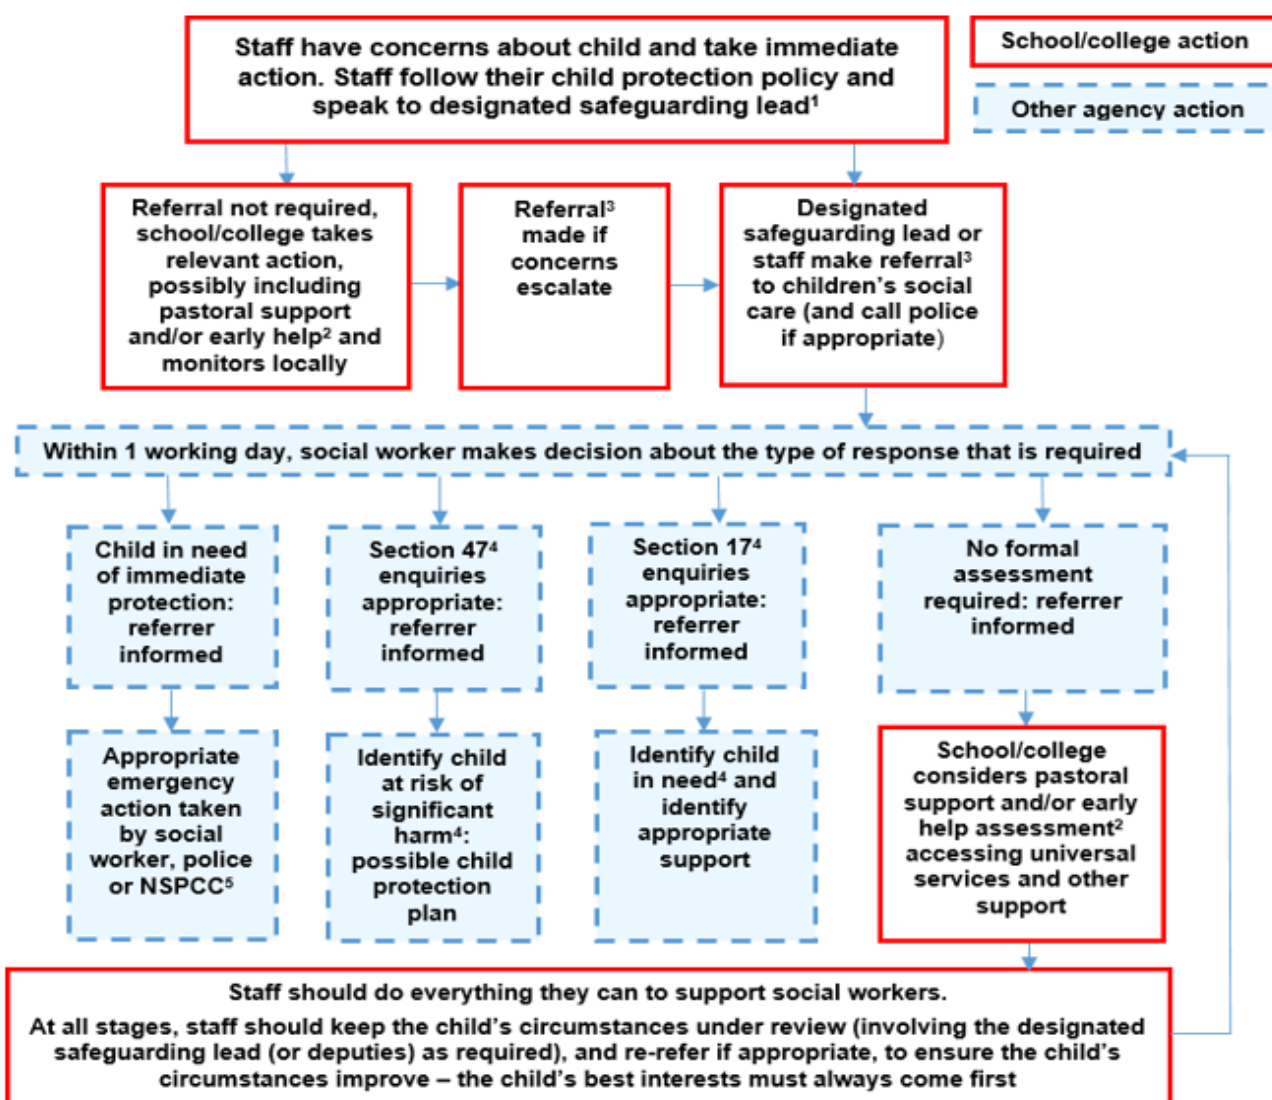 Staff have concerns about child and take immediate
action. Staff follow their child protection policy and
speak to designated safeguarding lead¹
School/college action
Other agency action
Referral not required,
school/college takes
relevant action,
possibly including
pastoral support
and/or early help² and
monitors locally
Referral³
made if
concerns
escalate
Designated
safeguarding lead or
staff make referral³
to children's social
care (and call police
if appropriate)
Within 1 working day, social worker makes decision about the type of response that is required
Child in need
of immediate
protection:
referrer
informed
Section 47⁴
enquiries
appropriate:
referrer
informed
Section 17⁴
enquiries
appropriate:
referrer
informed
No formal
assessment
required: referrer
informed
Appropriate
emergency
action taken
by social
worker, police
or NSPCC⁵
Identify child
at risk of
significant
harm⁴:
possible child
protection
plan
Identify child
in need⁴ and
identify
appropriate
support
School/college
considers pastoral
support and/or early
help assessment²
accessing universal
services and other
support
Staff should do everything they can to support social workers.
At all stages, staff should keep the child's circumstances under review (involving the designated
safeguarding lead (or deputies) as required), and re-refer if appropriate, to ensure the child's
circumstances improve – the child's best interests must always come first